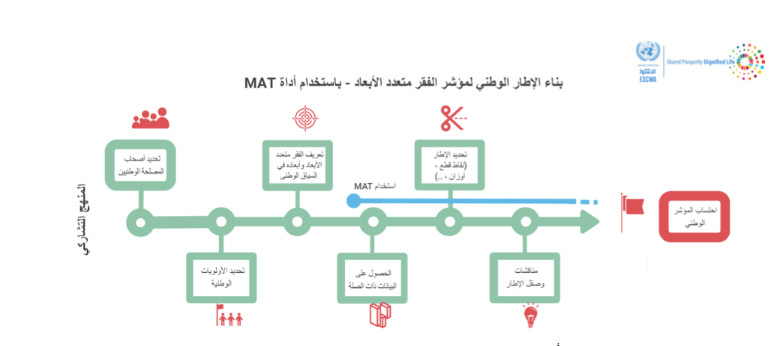 الاسكوا
ESCWA
Shared Prosperity Dignified Life
بناء الإطار الوطني لمؤشر الفقر متعدد الأبعاد - باستخدام أداة MAT
تحديد أصحاب
المصلحة الوطنيين
تعريف الفقر متعدد
الأبعاد وأبعاده في
السياق الوطني
تحديد الإطار
(نقاط قطع ،
أوزان ، ..)
استخدام MAT
المنهج التشاركي
احتساب المؤشر
الوطني
تحديد الأولويات
الوطنية
الحصول على
البيانات ذات الصلة
مناقشات
وصقل الإطار